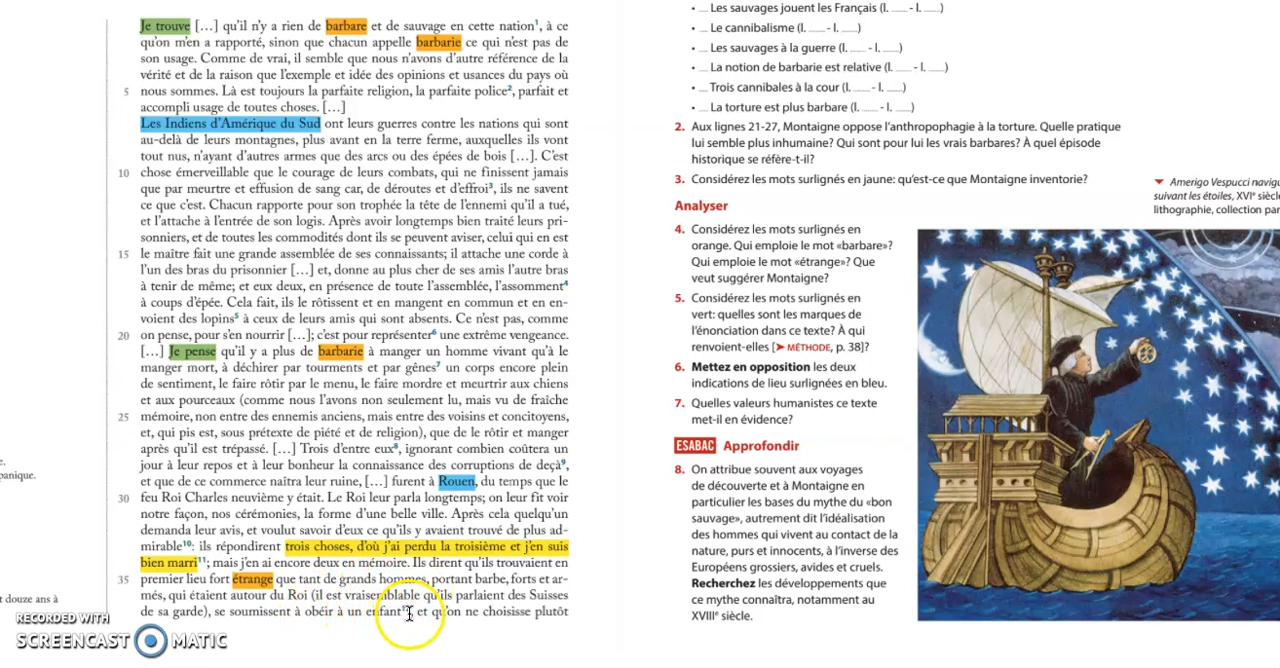 Je trouve […] qu'il n'y a rien de barbare et de sauvage en cette nation¹, à ce
qu'on m'en a rapporté, sinon que chacun appelle barbarie ce qui n'est pas de
son usage. Comme de vrai, il semble que nous n'avons d'autre référence de la
vérité et de la raison que l'exemple et idée des opinions et usances du pays où
5 nous sommes. Là est toujours la parfaite religion, la parfaite police², parfait et
accompli usage de toutes choses. […]
Les Indiens d'Amérique du Sud ont leurs guerres contre les nations qui sont
au-delà de leurs montagnes, plus avant en la terre ferme, auxquelles ils vont
tout nus, n'ayant d'autres armes que des arcs ou des épées de bois […]. C'est
10 chose émerveillable que le courage de leurs combats, qui ne finissent jamais
que par meurtre et effusion de sang car, de déroutes et d'effroi³, ils ne savent
ce que c'est. Chacun rapporte pour son trophée la tête de l'ennemi qu'il a tué,
et l'attache à l'entrée de son logis. Après avoir longtemps bien traité leurs pri-
sonniers, et de toutes les commodités dont ils se peuvent aviser, celui qui en est
15 le maître fait une grande assemblée de ses connaissants; il attache une corde à
l'un des bras du prisonnier […] et, donne au plus cher de ses amis l'autre bras
à tenir de même; et eux deux, en présence de toute l'assemblée, l'assomment⁴
à coups d'épée. Cela fait, ils le rôtissent et en mangent en commun et en en-
voient des lopins⁵ à ceux de leurs amis qui sont absents. Ce n'est pas, comme
20 on pense, pour s'en nourrir […]; c'est pour représenter⁶ une extrême vengeance.
[…] Je pense qu'il y a plus de barbarie à manger un homme vivant qu'à le
manger mort, à déchirer par tourments et par gênes⁷ un corps encore plein
de sentiment, le faire rôtir par le menu, le faire mordre et meurtrir aux chiens
et aux pourceaux (comme nous l'avons non seulement lu, mais vu de fraîche
25 mémoire, non entre des ennemis anciens, mais entre des voisins et concitoyens,
et, qui pis est, sous prétexte de piété et de religion), que de le rôtir et manger
après qu'il est trépassé. […] Trois d'entre eux⁸, ignorant combien coûtera un
jour à leur repos et à leur bonheur la connaissance des corruptions de deçà⁹,
et que de ce commerce naîtra leur ruine, […] furent à Rouen, du temps que le
30 feu Roi Charles neuvième y était. Le Roi leur parla longtemps; on leur fit voir
notre façon, nos cérémonies, la forme d'une belle ville. Après cela quelqu'un
demanda leur avis, et voulut savoir d'eux ce qu'ils y avaient trouvé de plus ad-
mirable¹⁰: ils répondirent trois choses, d'où j'ai perdu la troisième et j'en suis
bien marri¹¹; mais j'en ai encore deux en mémoire. Ils dirent qu'ils trouvaient en
35 premier lieu fort étrange que tant de grands hommes, portant barbe, forts et ar-
més, qui étaient autour du Roi (il est vraisemblable qu'ils parlaient des Suisses
de sa garde), se soumissent à obéir à un enfant¹² et qu'on ne choisisse plutôt
e.
panique.
t douze ans à
RECORDED WITH
SCREENCAST MATIC
• ... Les sauvages jouent les Français (l. ___ - l. ___)
• ... Le cannibalisme (l. ___ - l. ___)
• ... Les sauvages à la guerre (l. ___ - l. ___)
• ... La notion de barbarie est relative (l. ___ - l. ___)
• ... Trois cannibales à la cour (l. ___ - l. ___)
• ... La torture est plus barbare (l. ___ - l. ___)
2. Aux lignes 21-27, Montaigne oppose l'anthropophagie à la torture. Quelle pratique
lui semble plus inhumaine? Qui sont pour lui les vrais barbares? À quel épisode
historique se réfère-t-il?
3. Considérez les mots surlignés en jaune: qu'est-ce que Montaigne inventorie?
Analyser
4. Considérez les mots surlignés en
orange. Qui emploie le mot «barbare»?
Qui emploie le mot «étrange»? Que
veut suggérer Montaigne?
5. Considérez les mots surlignés en
vert: quelles sont les marques de
l'énonciation dans ce texte? À qui
renvoient-elles [➤ MÉTHODE, p. 38]?
6. Mettez en opposition les deux
indications de lieu surlignées en bleu.
7. Quelles valeurs humanistes ce texte
met-il en évidence?
ESABAC Approfondir
8. On attribue souvent aux voyages
de découverte et à Montaigne en
particulier les bases du mythe du «bon
sauvage», autrement dit l'idéalisation
des hommes qui vivent au contact de la
nature, purs et innocents, à l'inverse des
Européens grossiers, avides et cruels.
Recherchez les développements que
ce mythe connaîtra, notamment au
XVIIIᵉ siècle.
▼ Amerigo Vespucci navigu
suivant les étoiles, XVIᵉ siècle
lithographie, collection par